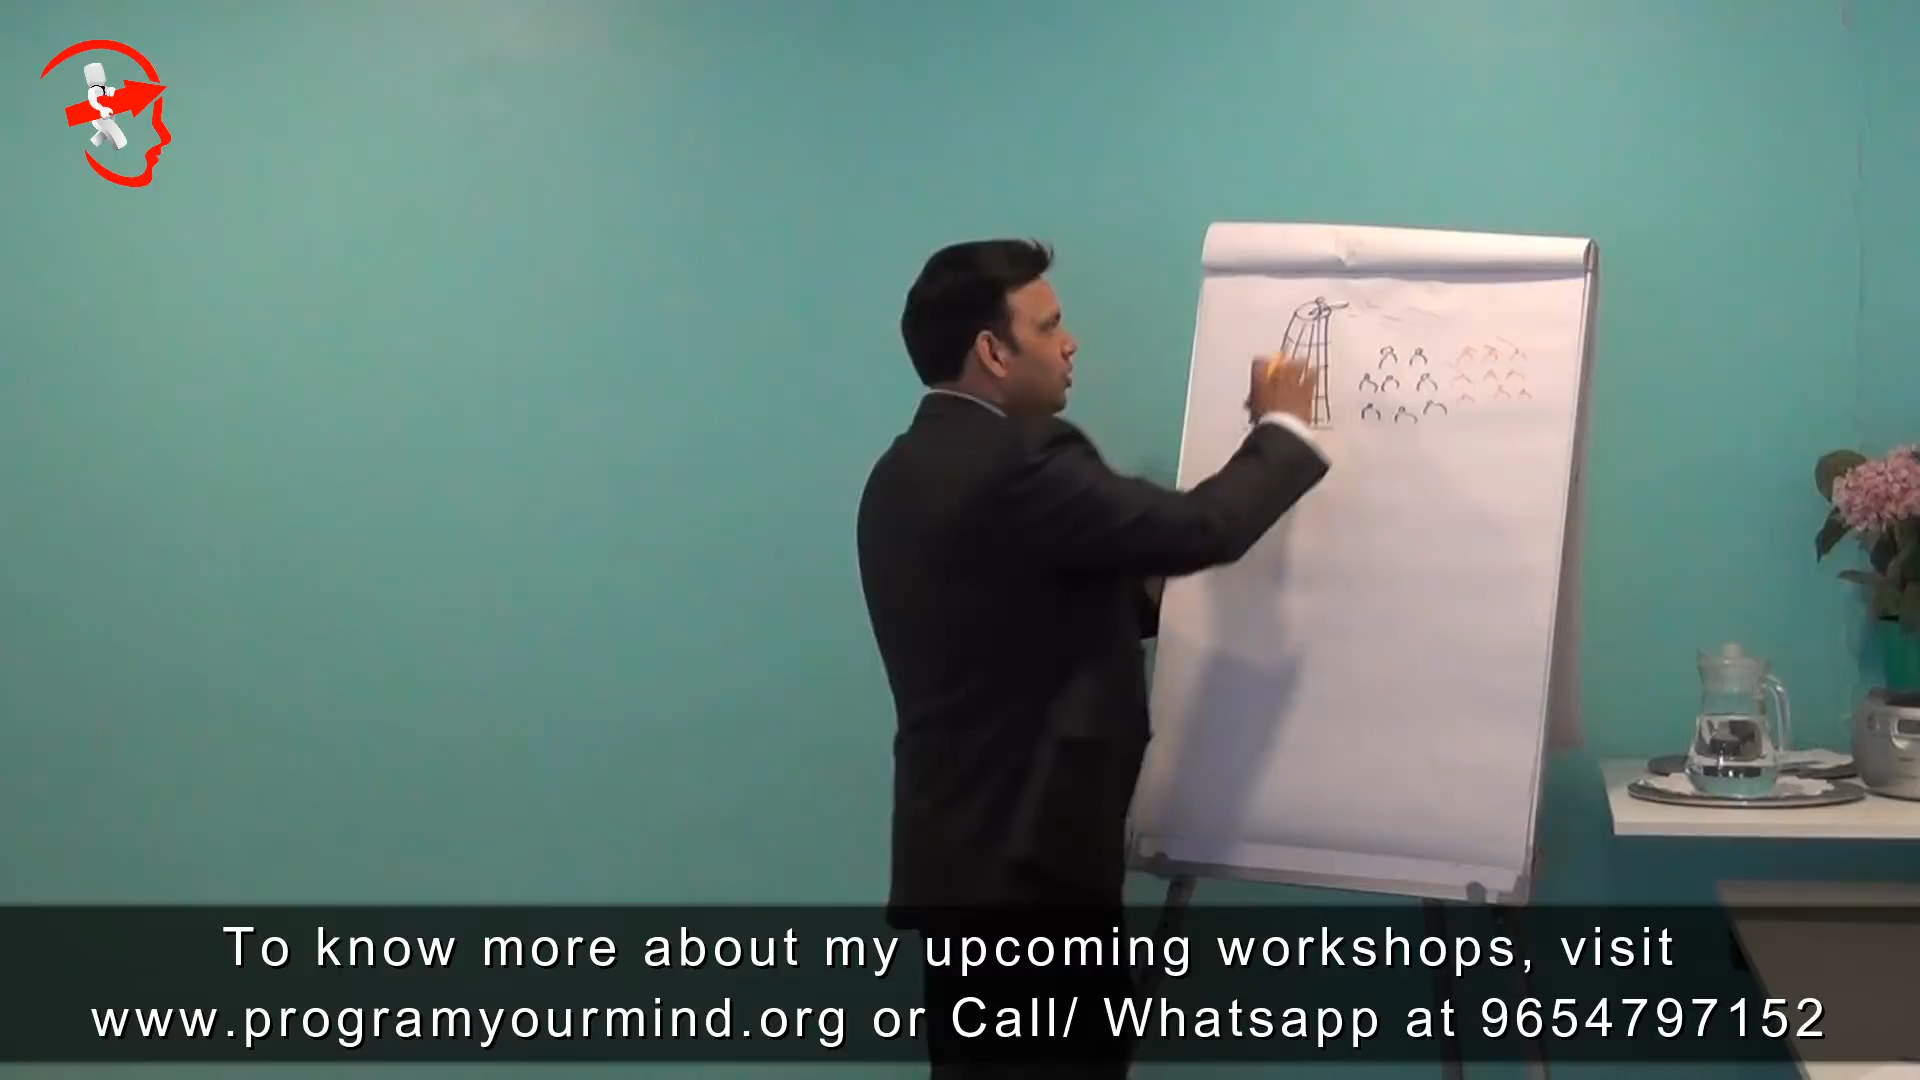 To know more about my upcoming workshops, visit
www.programyourmind.org or Call/ Whatsapp at 9654797152